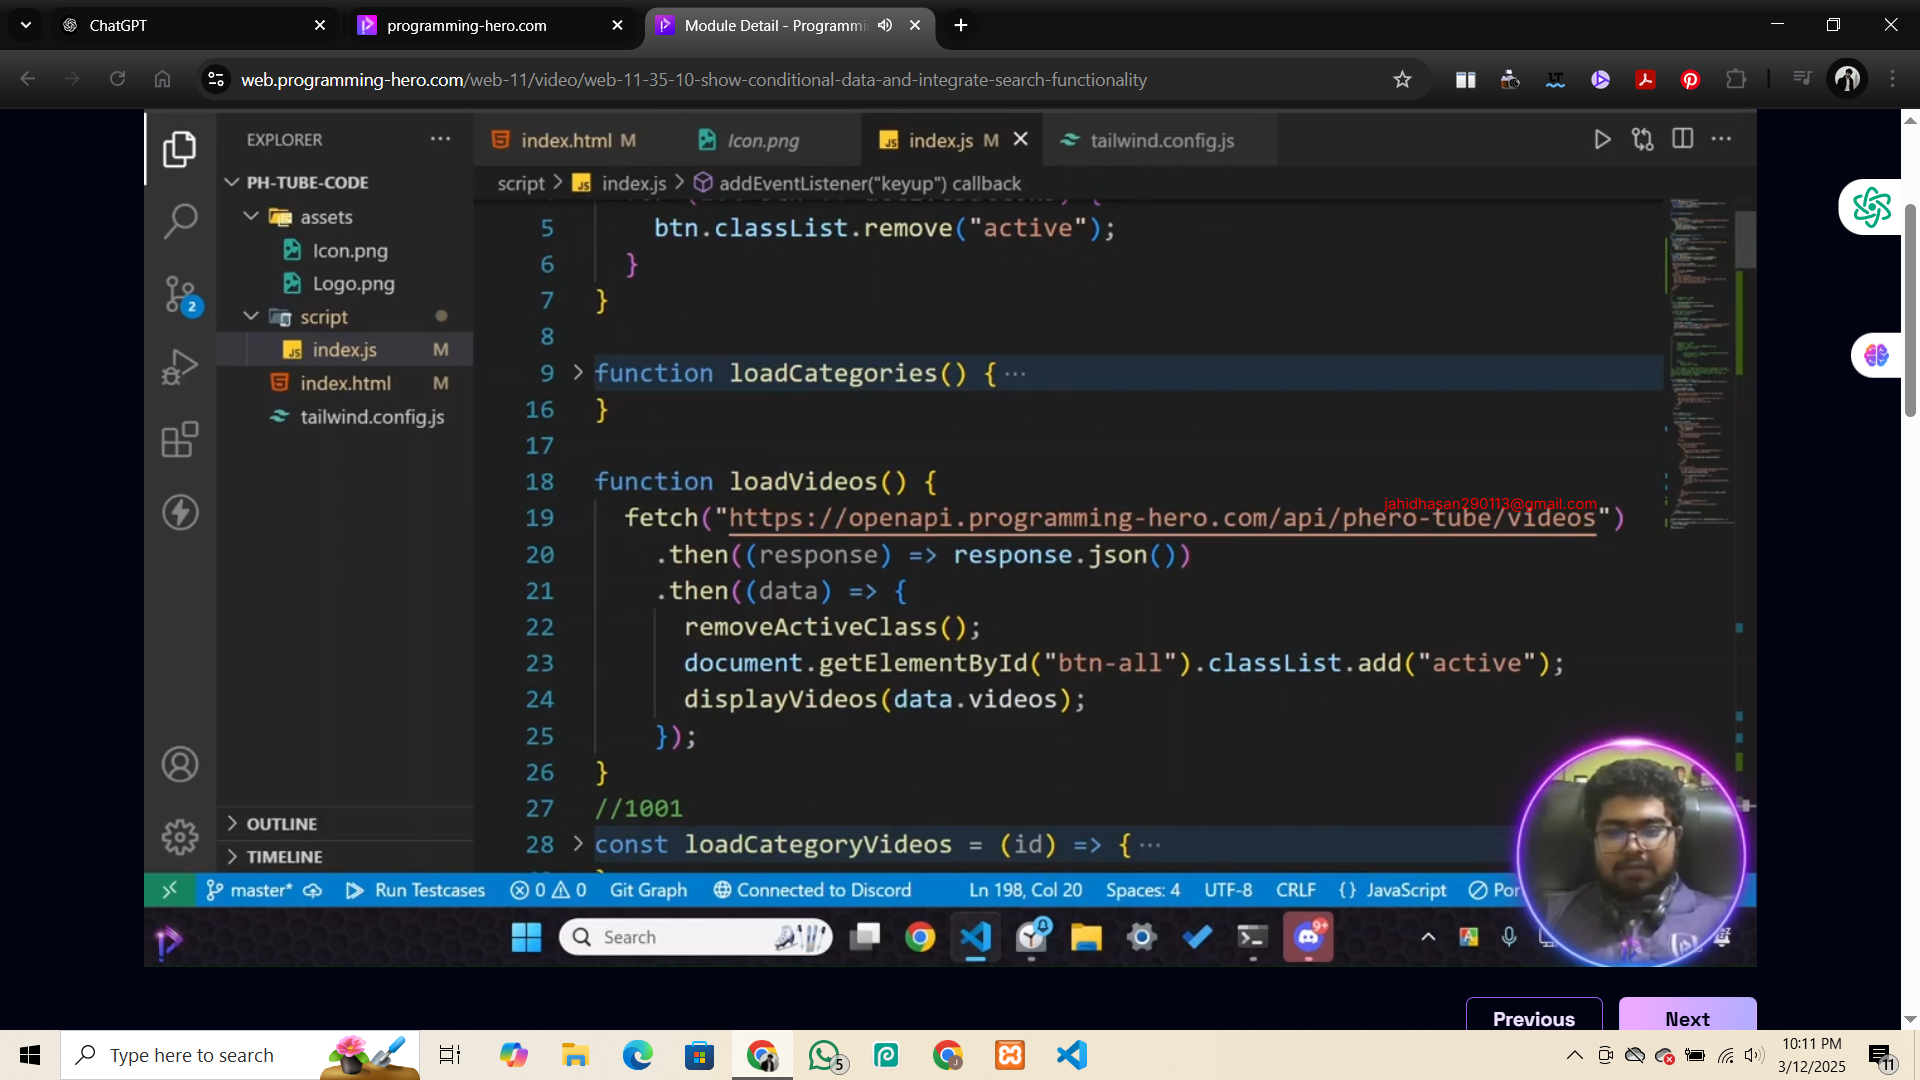 ChatGPT
programming-hero.com
Module Detail - Programmi
web.programming-hero.com/web-11/video/web-11-35-10-show-conditional-data-and-integrate-search-functionality
EXPLORER
index.html M
Icon.png
index.js M
tailwind.config.js
PH-TUBE-CODE
script > index.js > addEventListener("keyup") callback
assets
Icon.png
Logo.png
script
index.js M
index.html M
tailwind.config.js
OUTLINE
TIMELINE
5 btn.classList.remove("active");
6 }
7 }
8
9 function loadCategories() { ...
16 }
17
18 function loadVideos() {
jahidhasan290113@gmail.com
19 fetch("https://openapi.programming-hero.com/api/phero-tube/videos")
20 .then((response) => response.json())
21 .then((data) => {
22 removeActiveClass();
23 document.getElementById("btn-all").classList.add("active");
24 displayVideos(data.videos);
25 });
26 }
27 //1001
28 const loadCategoryVideos = (id) => { ...
2
master* Run Testcases 0 0 Git Graph Connected to Discord Ln 198, Col 20 Spaces: 4 UTF-8 CRLF {} JavaScript Por
Search
9+
Previous
Next
Type here to search
5
10:11 PM
3/12/2025
11